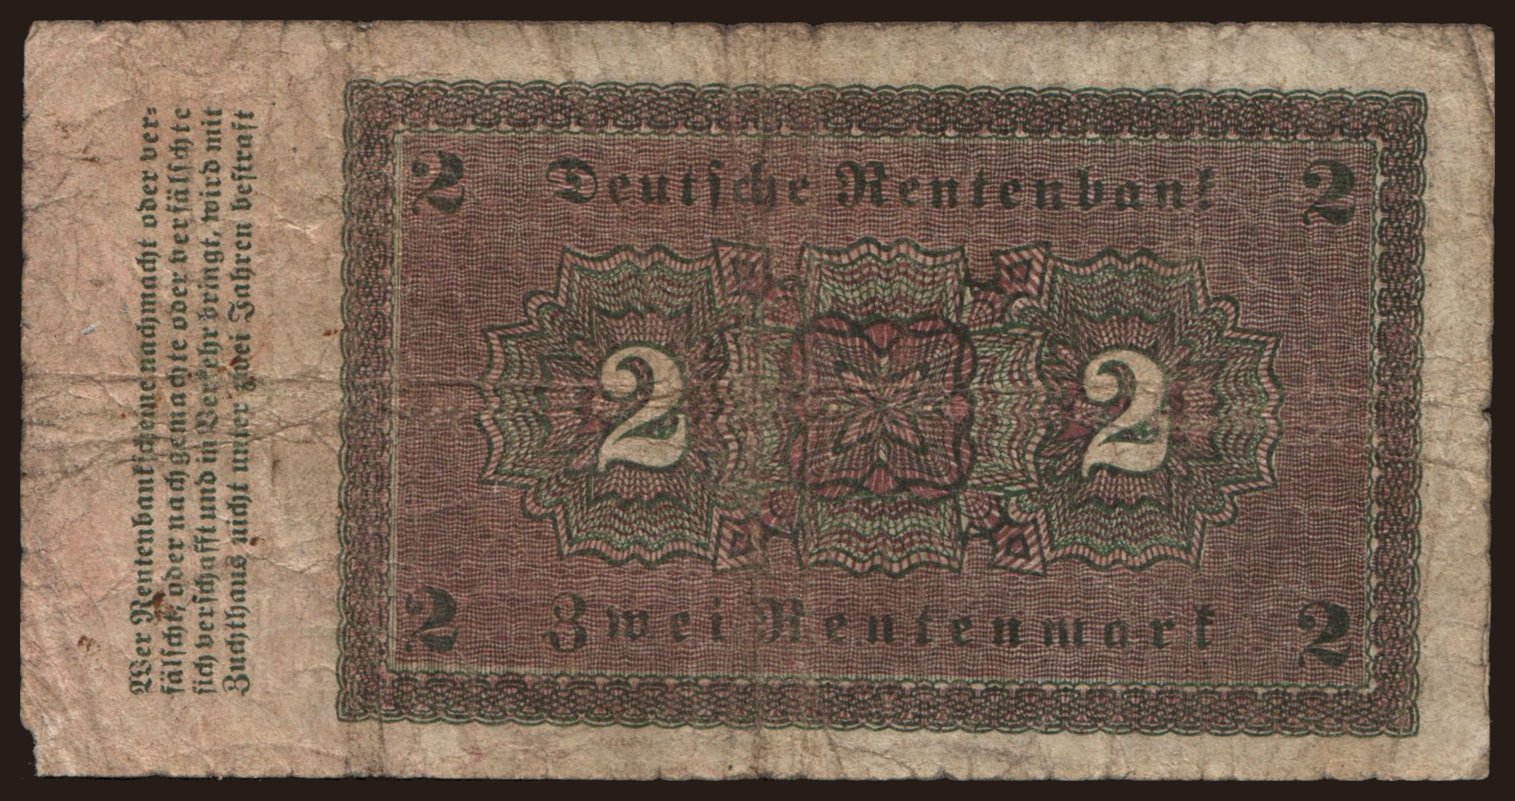 Wer Rentenbankscheine nachmacht oder ver-
fälscht, oder nachgemachte oder verfälschte
sich verschafft und in Verkehr bringt, wird mit
Zuchthaus nicht unter zwei Jahren bestraft
2 Deutsche Rentenbank 2
2 2
2 Zwei Rentenmark 2